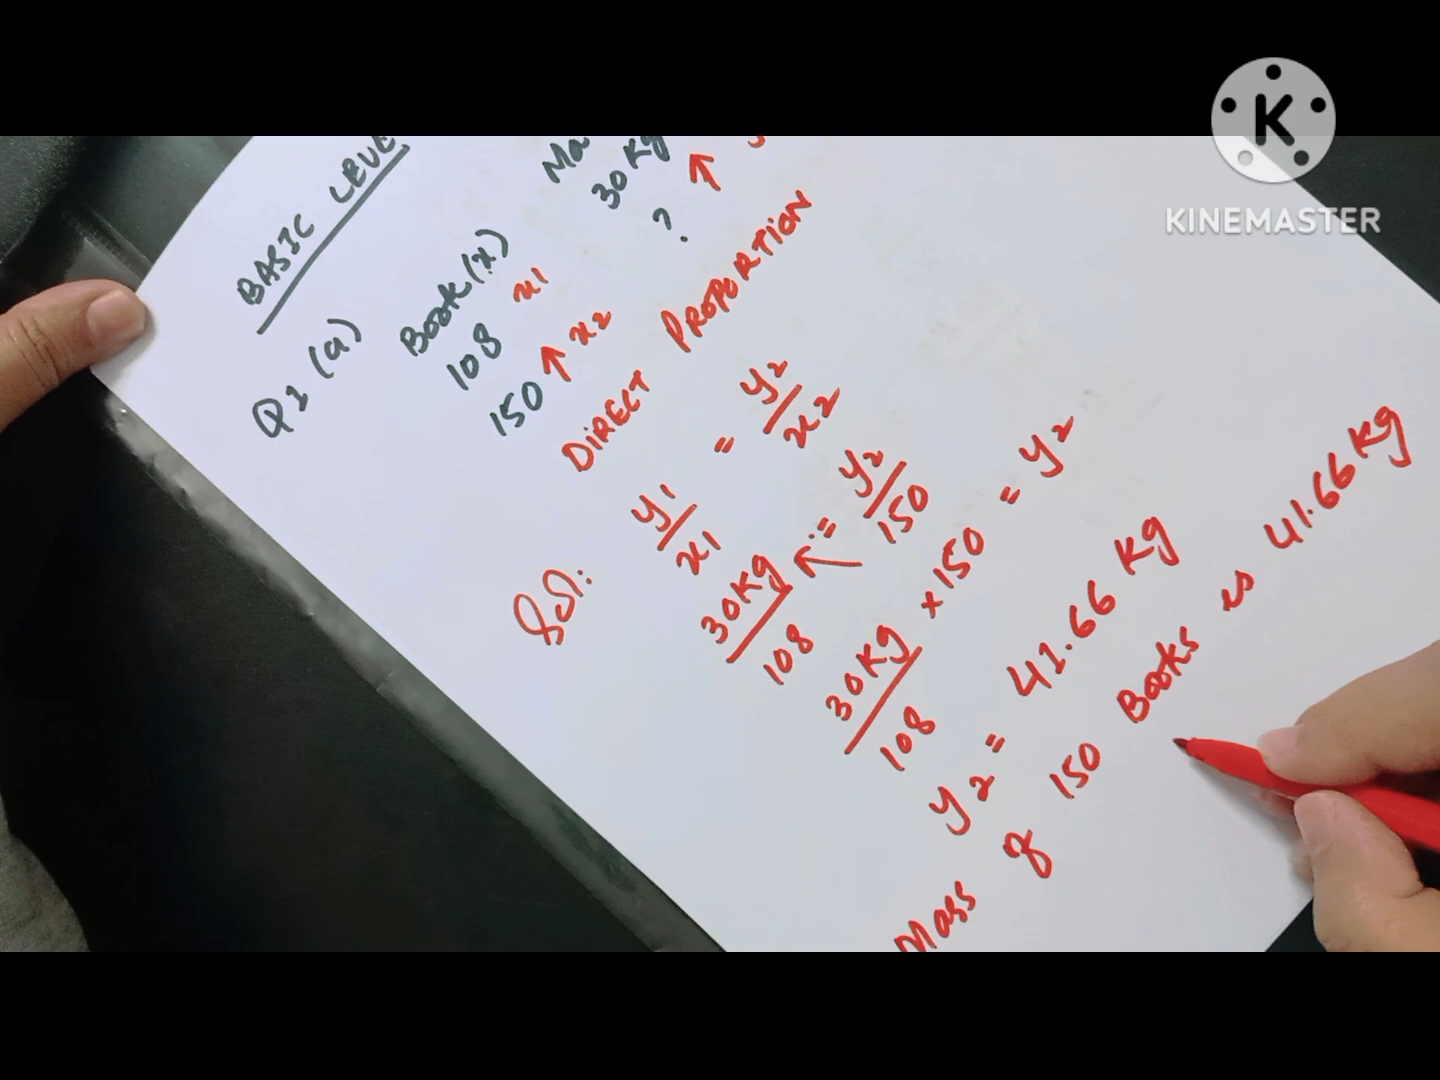 KINEMASTER
BASIC LEVE
Q1 (a) Book(x) Ma
108 x1 30 Kg
150 ↑ x2 ? ↑
DIRECT PROPORTION
Sol: y1/x1 = y2/x2
30Kg/108 = y2/150
30Kg/108 × 150 = y2
y2 = 41.66 Kg
Mass of 150 Books is 41.66 Kg